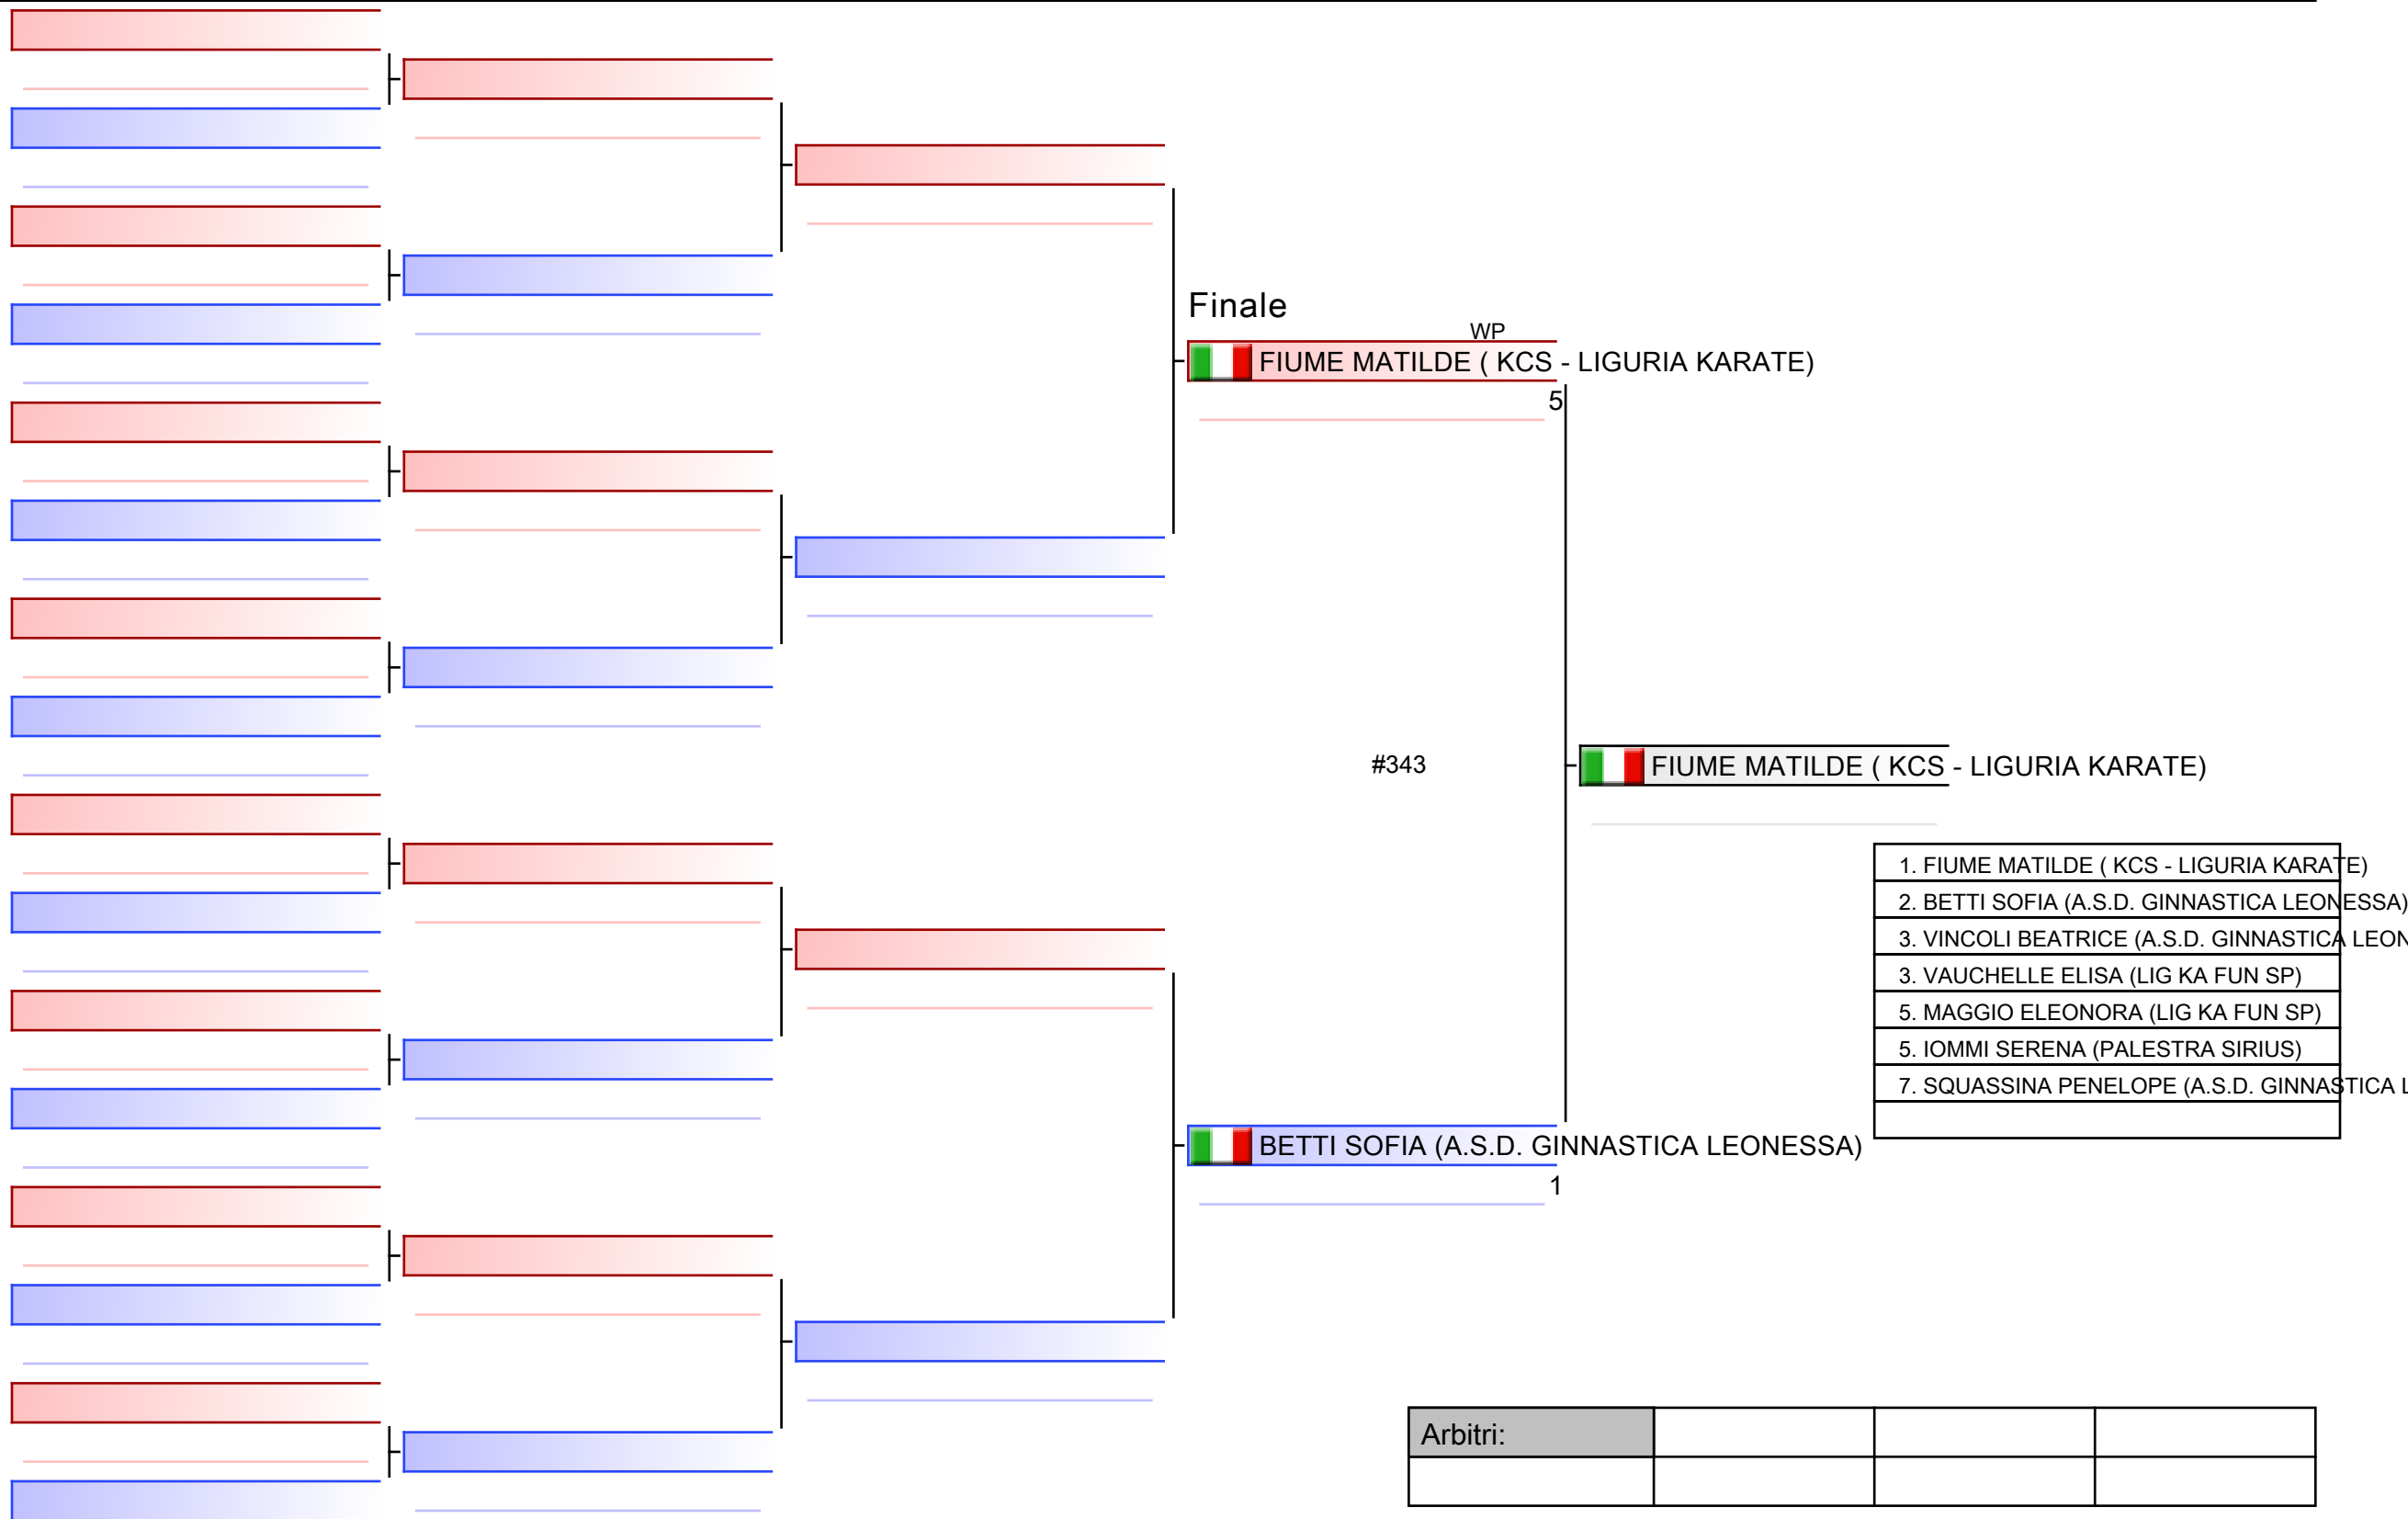 Finale
WP
FIUME MATILDE ( KCS - LIGURIA KARATE)
5
#343
FIUME MATILDE ( KCS - LIGURIA KARATE)
1. FIUME MATILDE ( KCS - LIGURIA KARATE)
2. BETTI SOFIA (A.S.D. GINNASTICA LEONESSA)
3. VINCOLI BEATRICE (A.S.D. GINNASTICA LEON
3. VAUCHELLE ELISA (LIG KA FUN SP)
5. MAGGIO ELEONORA (LIG KA FUN SP)
5. IOMMI SERENA (PALESTRA SIRIUS)
7. SQUASSINA PENELOPE (A.S.D. GINNASTICA L
BETTI SOFIA (A.S.D. GINNASTICA LEONESSA)
1
Arbitri: